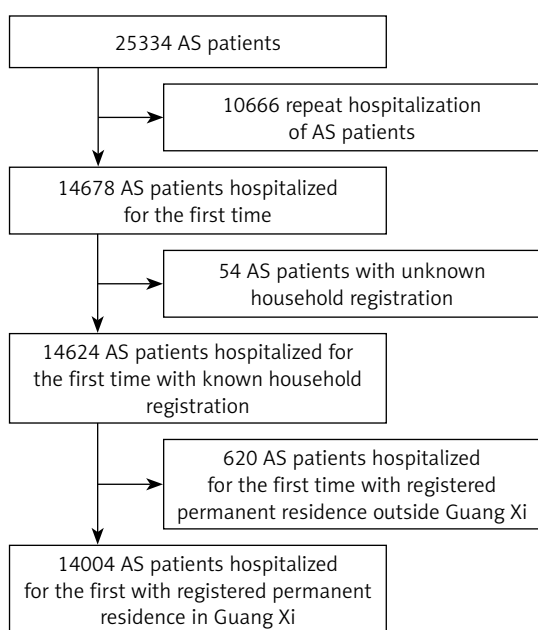 25334 AS patients
10666 repeat hospitalization
of AS patients
14678 AS patients hospitalized
for the first time
54 AS patients with unknown
household registration
14624 AS patients hospitalized for
the first time with known household
registration
620 AS patients hospitalized
for the first time with registered
permanent residence outside Guang Xi
14004 AS patients hospitalized
for the first with registered permanent
residence in Guang Xi